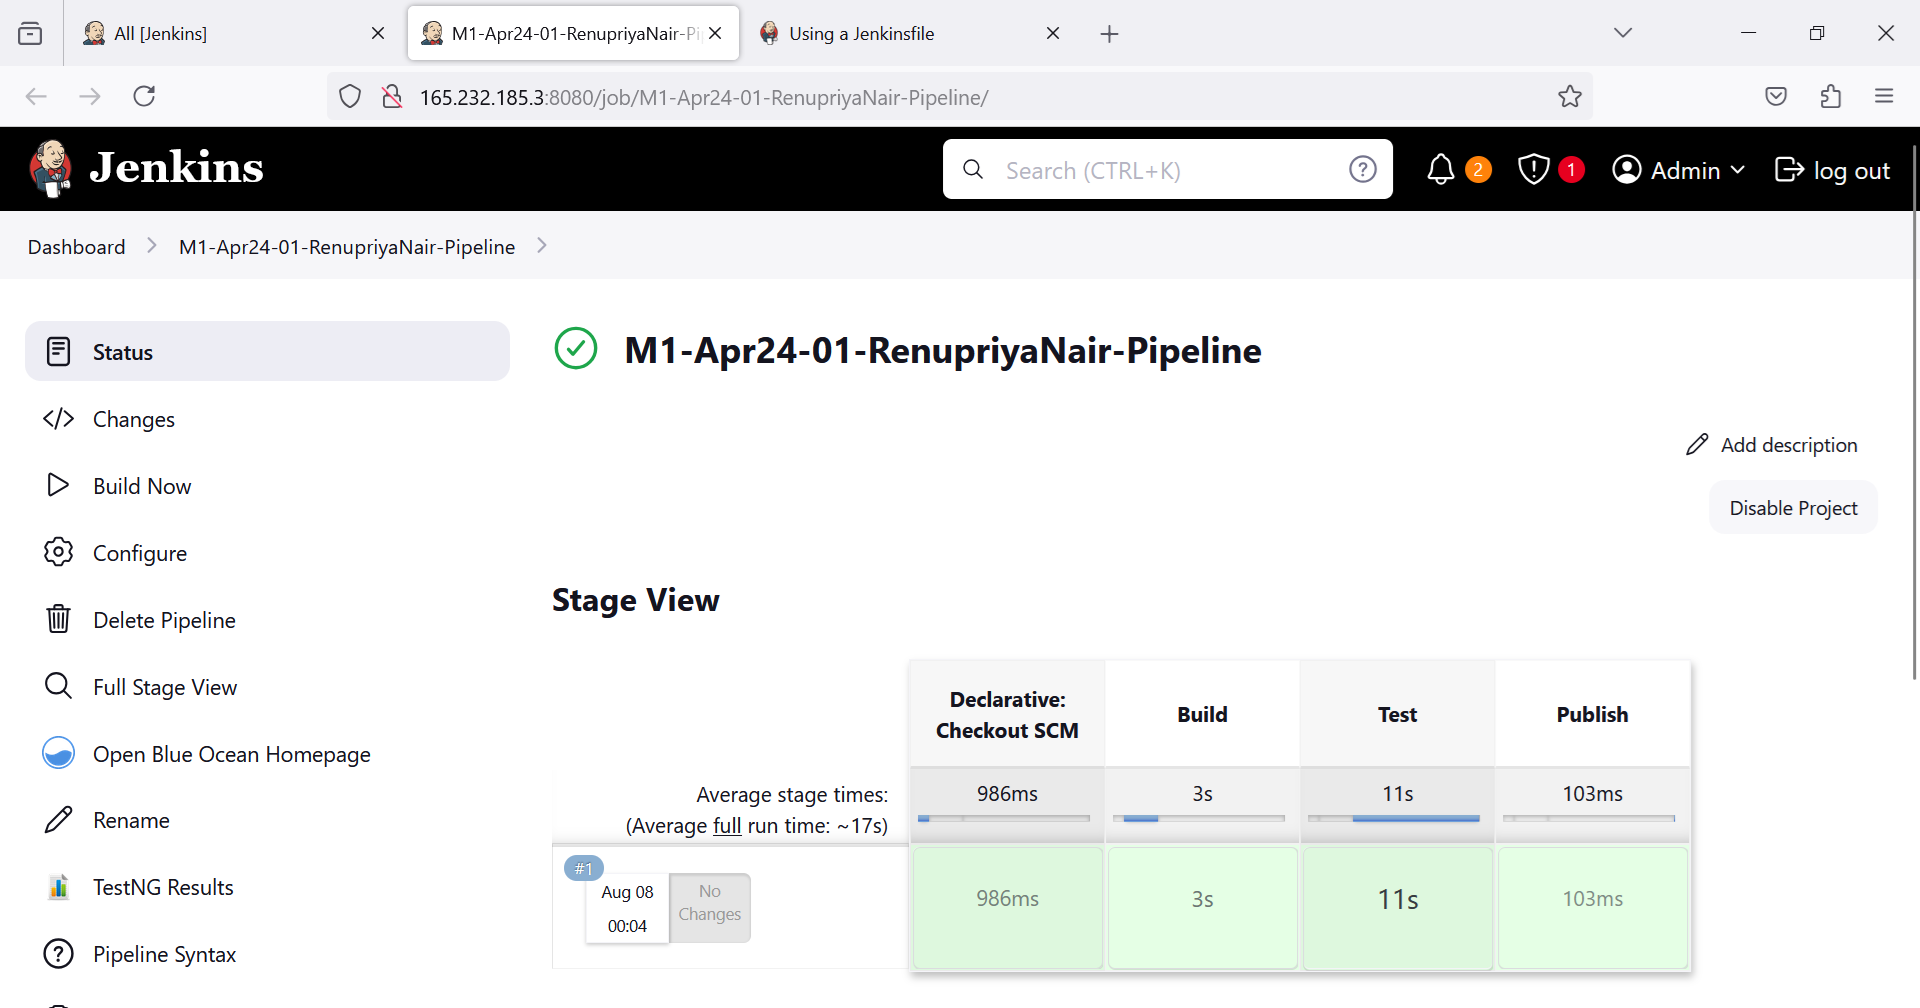 All [Jenkins]
M1-Apr24-01-RenupriyaNair-Pi
Using a Jenkinsfile
165.232.185.3:8080/job/M1-Apr24-01-RenupriyaNair-Pipeline/
Jenkins
Search (CTRL+K)
2
1
Admin
log out
Dashboard
M1-Apr24-01-RenupriyaNair-Pipeline
Status
Changes
Build Now
Configure
Delete Pipeline
Full Stage View
Open Blue Ocean Homepage
Rename
TestNG Results
Pipeline Syntax
M1-Apr24-01-RenupriyaNair-Pipeline
Add description
Disable Project
Stage View
Declarative:
Checkout SCM
Build
Test
Publish
Average stage times:
(Average full run time: ~17s)
986ms
3s
11s
103ms
#1
Aug 08
00:04
No
Changes
986ms
3s
11s
103ms